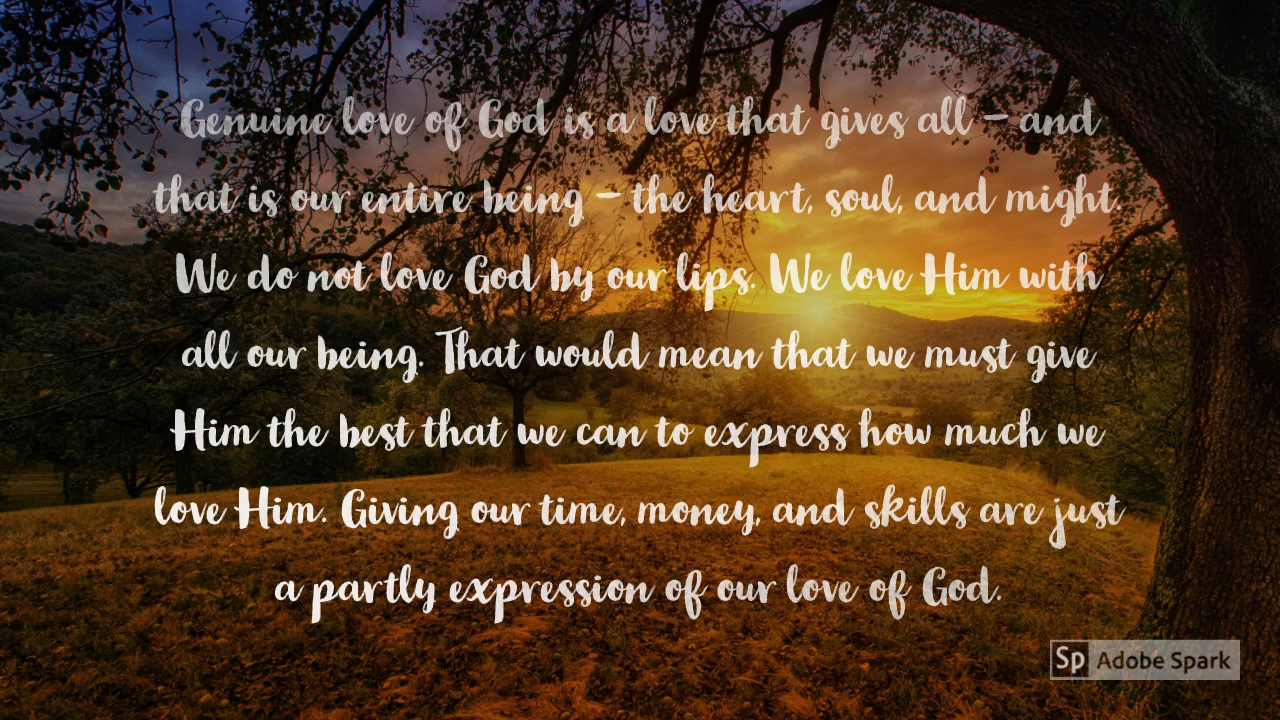 Genuine love of God is a love that gives all – and
that is our entire being – the heart, soul, and might.
We do not love God by our lips. We love Him with
all our being. That would mean that we must give
Him the best that we can to express how much we
love Him. Giving our time, money, and skills are just
a partly expression of our love of God.
Sp Adobe Spark